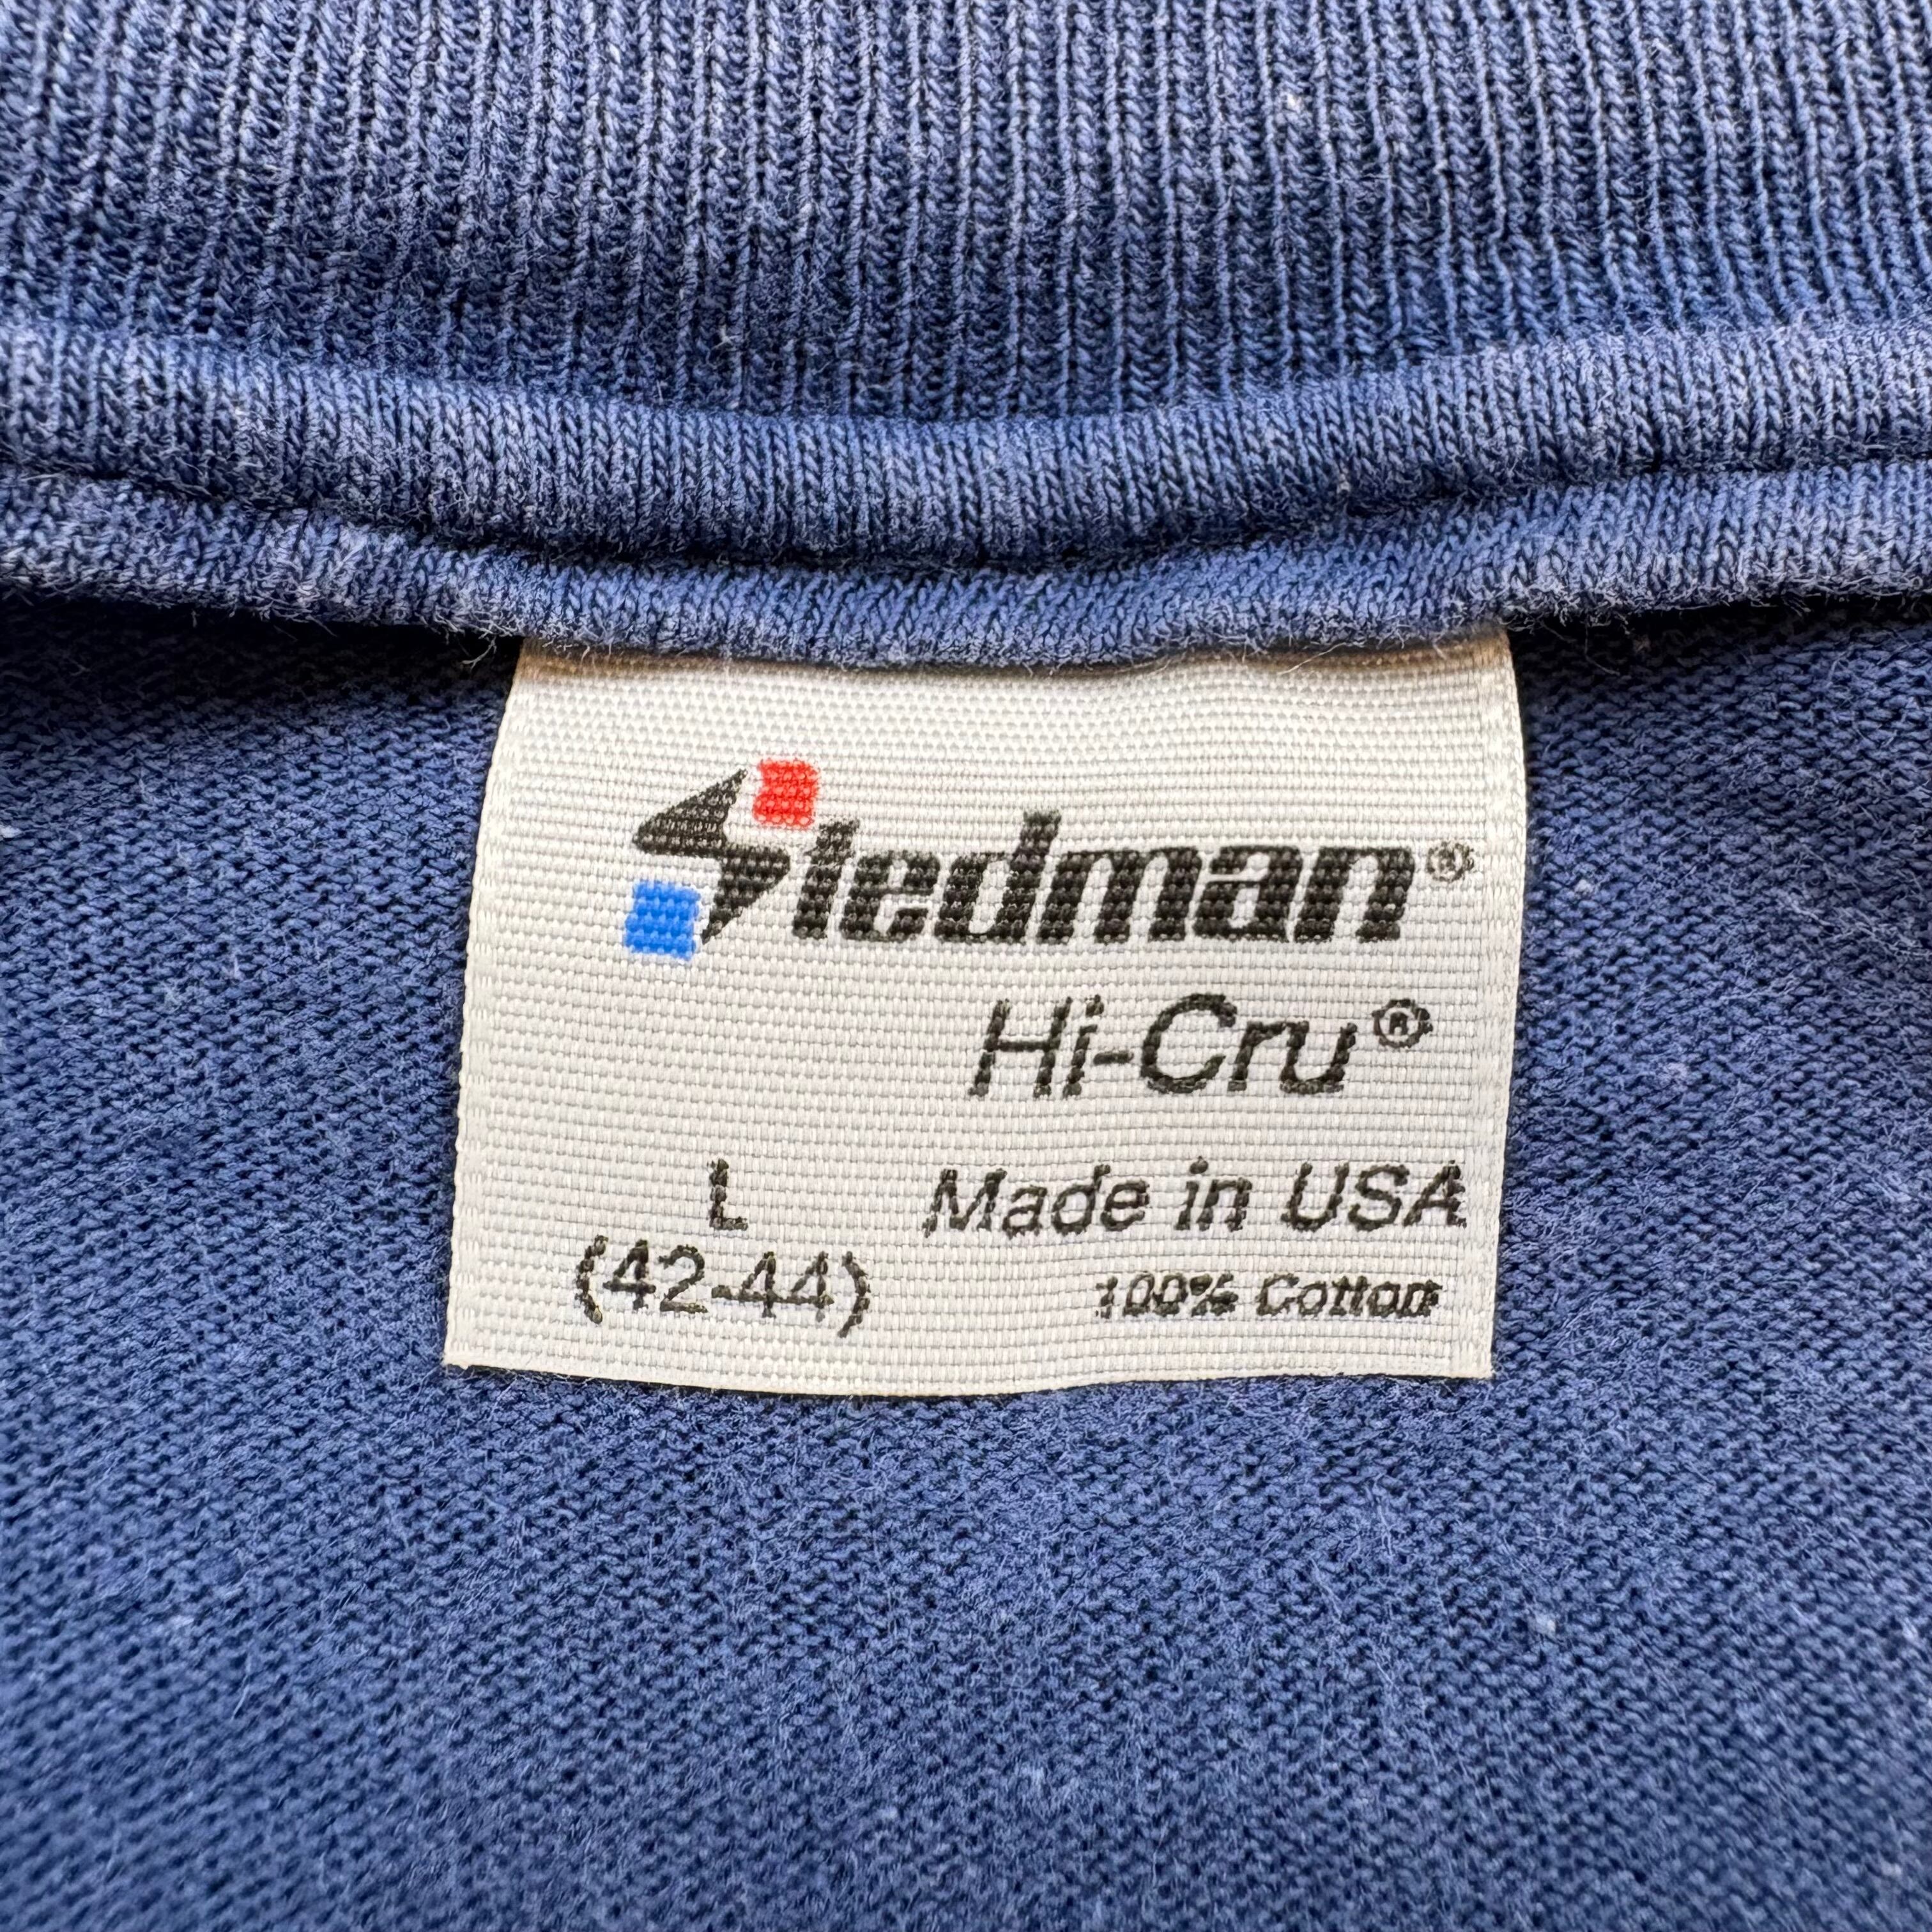 Stedman®
Hi-Cru®
L Made in USA
(42-44) 100% Cotton